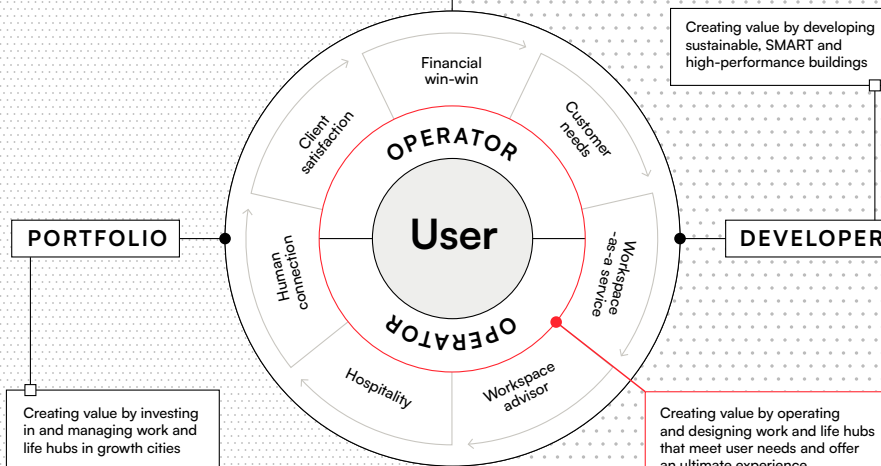 Creating value by developing
sustainable, SMART and
high-performance buildings
Financial
win-win
Customer
needs
Client
satisfaction
OPERATOR
User
PORTFOLIO
DEVELOPER
Human
connection
Workspace
-as-a service
OPERATOR
Hospitality
Workspace
advisor
Creating value by investing
in and managing work and
life hubs in growth cities
Creating value by operating
and designing work and life hubs
that meet user needs and offer
an ultimate experience